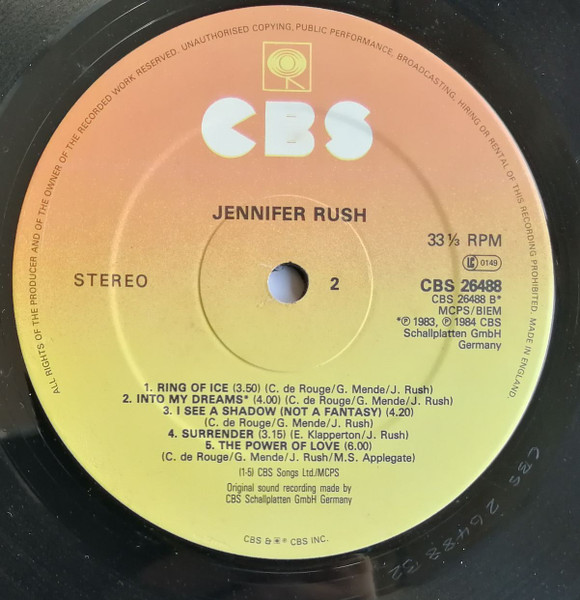 ALL RIGHTS OF THE PRODUCER AND OF THE OWNER OF THE RECORDED WORK RESERVED. UNAUTHORISED COPYING, PUBLIC PERFORMANCE, BROADCASTING, HIRING OR RENTAL OF THIS RECORDING PROHIBITED. MADE IN ENGLAND.
CBS
JENNIFER RUSH
33⅓ RPM
LC 0149
STEREO
2
CBS 26488
CBS 26488 B*
MCPS/BIEM
*℗ 1983, ℗ 1984 CBS
Schallplatten GmbH
Germany
1. RING OF ICE (3.50) (C. de Rouge/G. Mende/J. Rush)
2. INTO MY DREAMS* (4.00) (C. de Rouge/G. Mende/J. Rush)
3. I SEE A SHADOW (NOT A FANTASY) (4.20)
(C. de Rouge/G. Mende/J. Rush)
4. SURRENDER (3.15) (E. Klapperton/J. Rush)
5. THE POWER OF LOVE (6.00)
(C. de Rouge/G. Mende/J. Rush/M.S. Applegate)
(1-5) CBS Songs Ltd./MCPS
Original sound recording made by
CBS Schallplatten GmbH Germany
CBS & ® CBS INC.
CBS 26488 B2